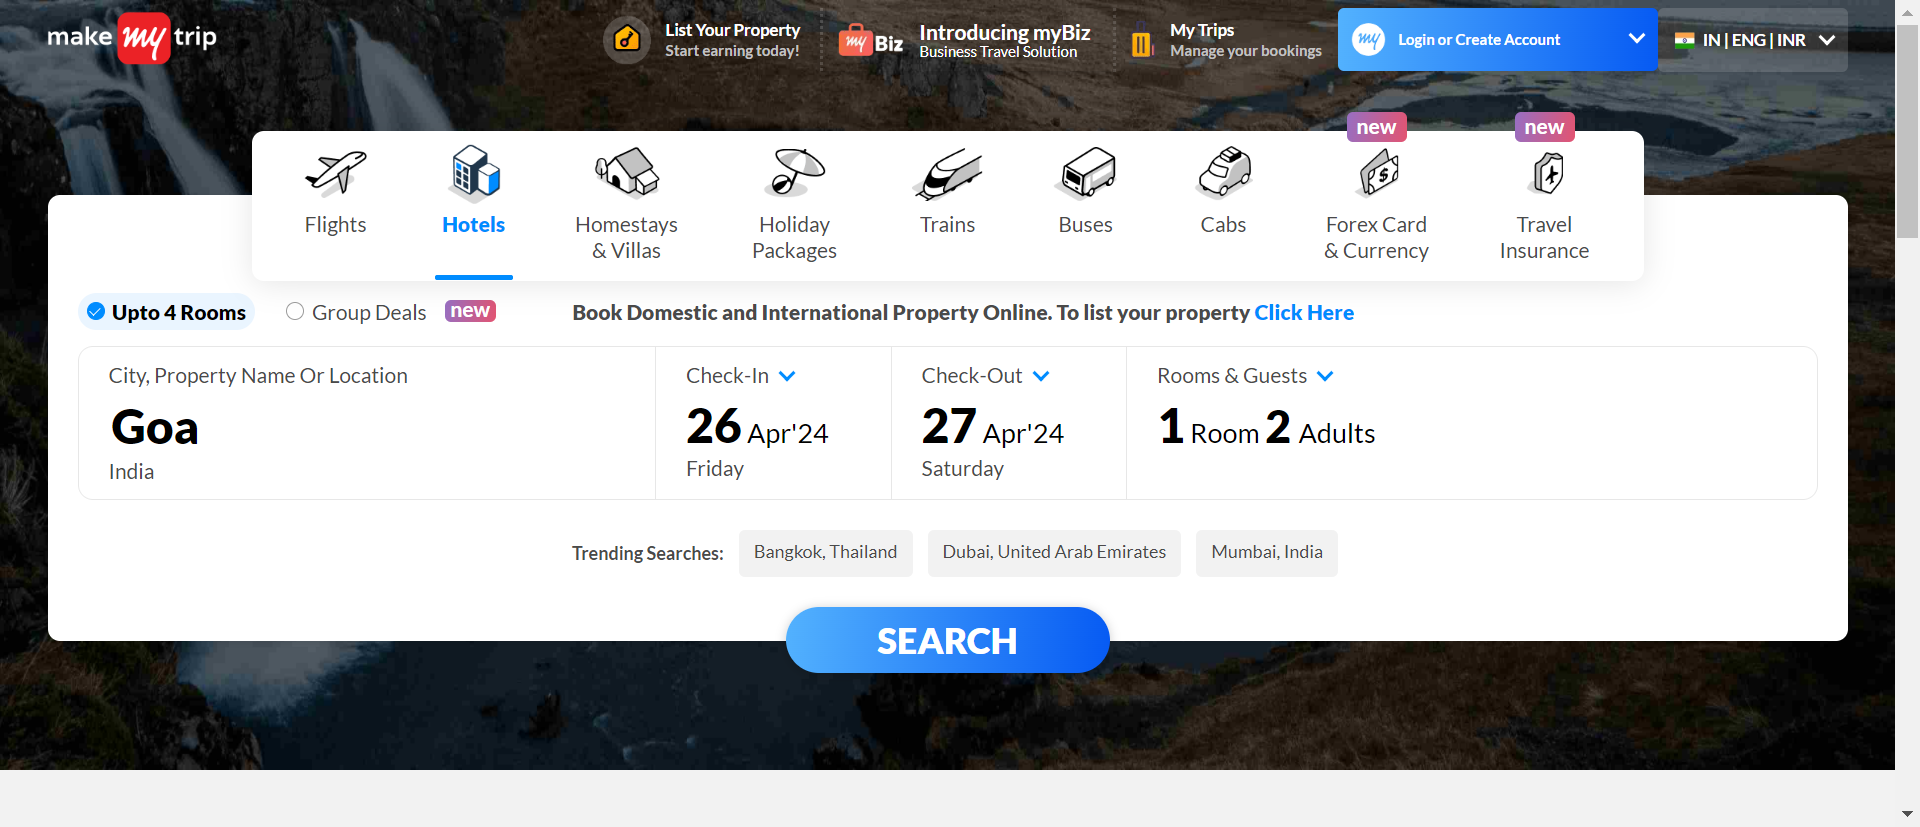 make my trip
List Your Property
Start earning today!
my Biz
Introducing myBiz
Business Travel Solution
My Trips
Manage your bookings
my Login or Create Account
IN | ENG | INR
new
new
Flights
Hotels
Homestays
& Villas
Holiday
Packages
Trains
Buses
Cabs
Forex Card
& Currency
Travel
Insurance
Upto 4 Rooms
Group Deals
new
Book Domestic and International Property Online. To list your property Click Here
City, Property Name Or Location
Goa
India
Check-In
26 Apr'24
Friday
Check-Out
27 Apr'24
Saturday
Rooms & Guests
1 Room 2 Adults
Trending Searches:
Bangkok, Thailand
Dubai, United Arab Emirates
Mumbai, India
SEARCH